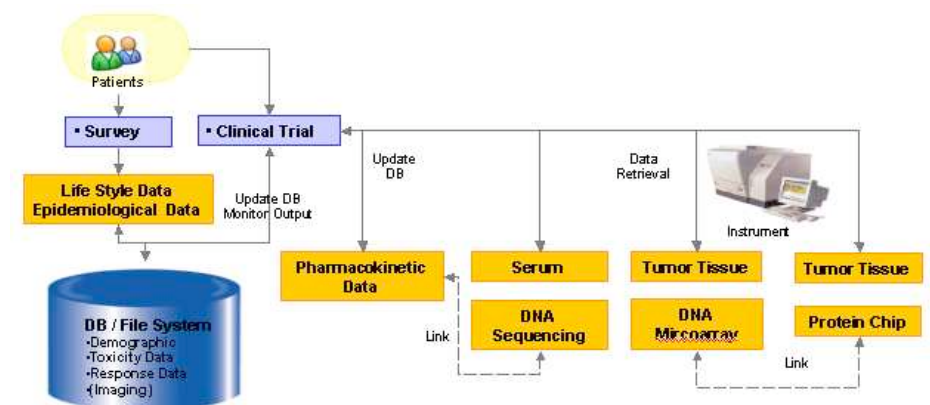 Patients
▪ Survey
▪ Clinical Trial
Life Style Data
Epidemiological Data
Update DB
Monitor Output
Update
DB
Data
Retrieval
Instrument
Pharmacokinetic
Data
Serum
Tumor Tissue
Tumor Tissue
DNA
Sequencing
DNA
Mircoarray
Protein Chip
Link
Link
DB / File System
•Demographic
•Toxicity Data
•Response Data
•(Imaging)